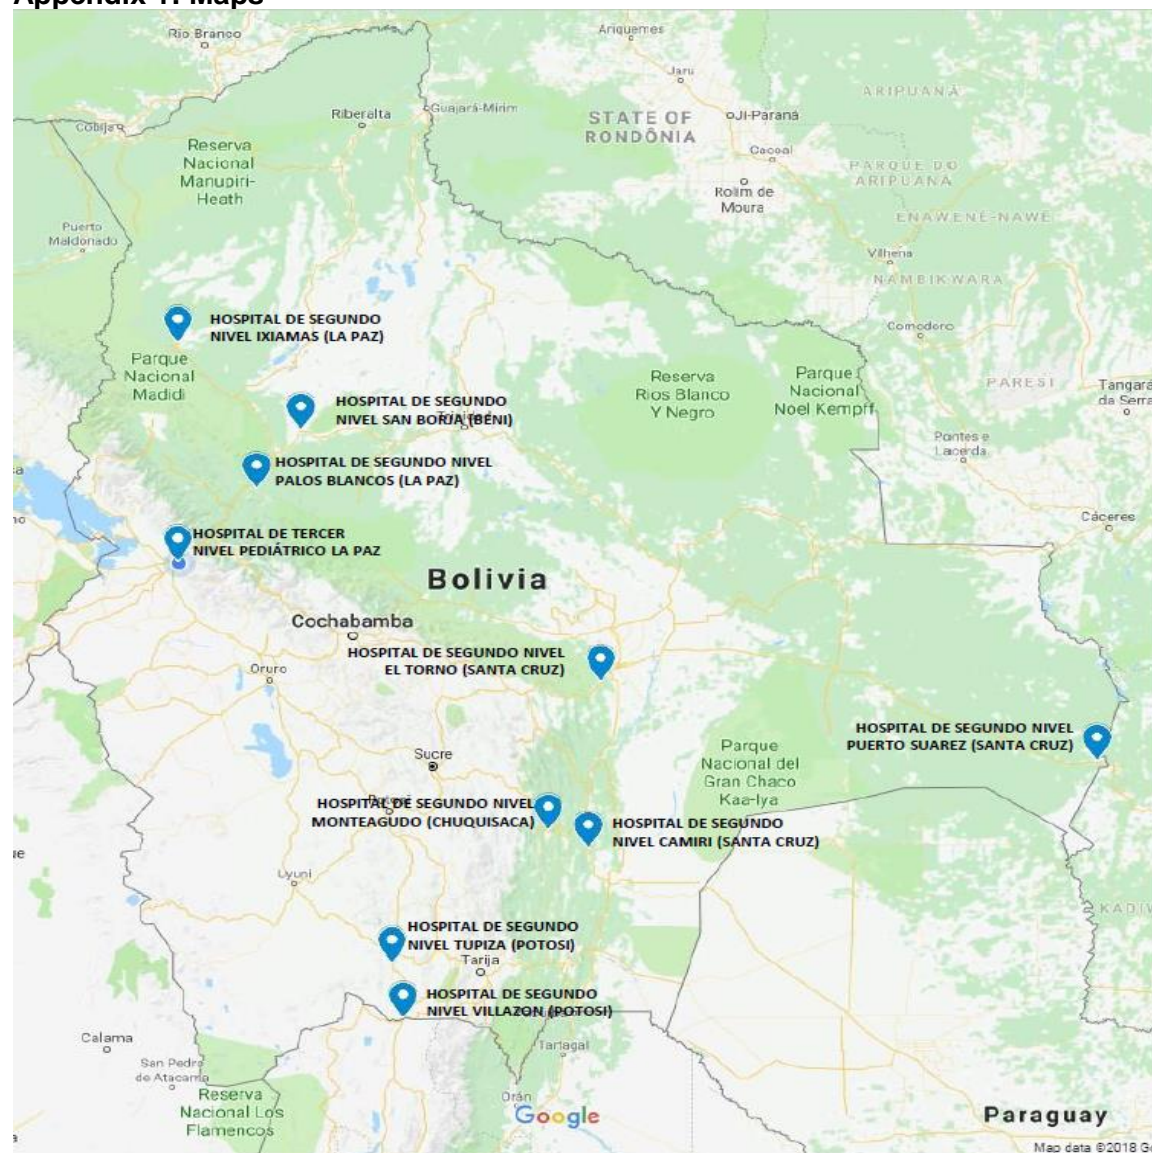 Rio Branco
Ariquemes
Jaru
ARIPUANÃ
Cobija
Riberalta
Guajará-Mirim
STATE OF
RONDÔNIA
Ji-Paraná
Cacoal
Reserva
Nacional
Manupiri-
Heath
PARQUE DO
ARIPUANÃ
Rolim de
Moura
ENAWENÊ-NAWÊ
Puerto
Maldonado
Vilhena
NAMBIKWARA
HOSPITAL DE SEGUNDO
NIVEL IXIAMAS (LA PAZ)
Comodoro
Parque
Nacional
Madidi
Reserva
Rios Blanco
Y Negro
Parque
Nacional
Noel Kempff
PARESI
Tangará
da Serra
HOSPITAL DE SEGUNDO
NIVEL SAN BORJA (BENI)
Pontes e
Lacerda
HOSPITAL DE SEGUNDO NIVEL
PALOS BLANCOS (LA PAZ)
Cáceres
HOSPITAL DE TERCER
NIVEL PEDIÁTRICO LA PAZ
Bolivia
Cochabamba
HOSPITAL DE SEGUNDO NIVEL
EL TORNO (SANTA CRUZ)
Oruro
HOSPITAL DE SEGUNDO NIVEL
PUERTO SUAREZ (SANTA CRUZ)
Sucre
Parque
Nacional del
Gran Chaco
Kaa-Iya
HOSPITAL DE SEGUNDO NIVEL
MONTEAGUDO (CHUQUISACA)
HOSPITAL DE SEGUNDO
NIVEL CAMIRI (SANTA CRUZ)
Uyuni
HOSPITAL DE SEGUNDO
NIVEL TUPIZA (POTOSI)
Tarija
HOSPITAL DE SEGUNDO
NIVEL VILLAZON (POTOSI)
Calama
Tartagal
San Pedro
de Atacama
Reserva
Nacional Los
Flamencos
Orán
Google
Paraguay
Map data ©2018